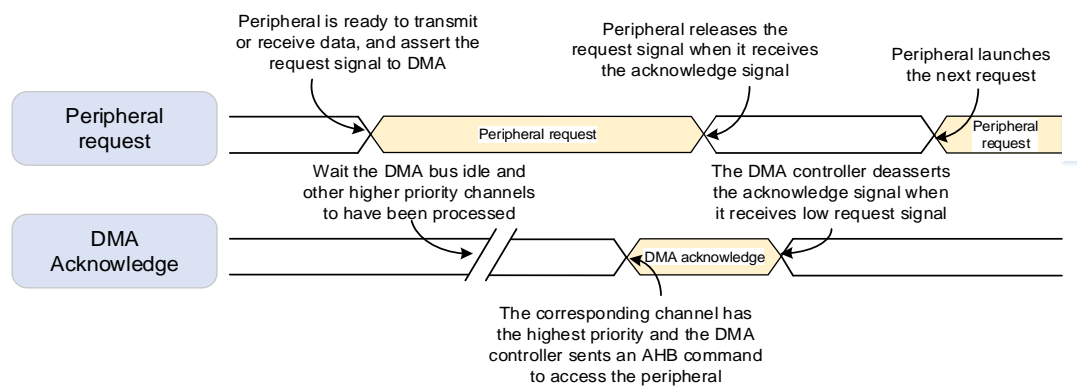 Peripheral is ready to transmit
or receive data, and assert the
request signal to DMA
Peripheral releases the
request signal when it receives
the acknowledge signal
Peripheral launches
the next request
Peripheral
request
Peripheral request
Peripheral
request
Wait the DMA bus idle and
other higher priority channels
to have been processed
The DMA controller deasserts
the acknowledge signal when
it receives low request signal
DMA
Acknowledge
DMA acknowledge
The corresponding channel has
the highest priority and the DMA
controller sents an AHB command
to access the peripheral